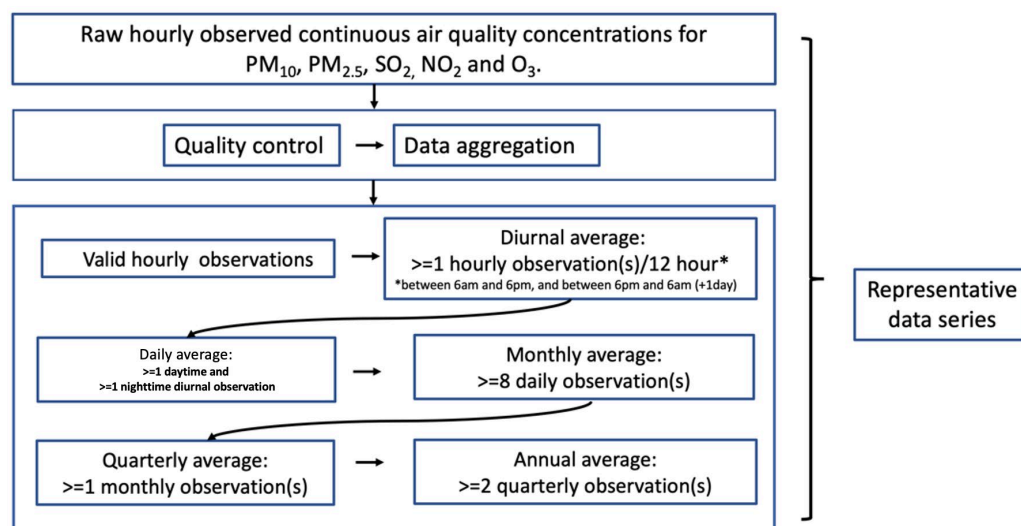 Raw hourly observed continuous air quality concentrations for
PM10, PM2.5, SO2, NO2 and O3.
Quality control
Data aggregation
Valid hourly observations
Diurnal average:
>=1 hourly observation(s)/12 hour*
*between 6am and 6pm, and between 6pm and 6am (+1day)
Daily average:
>=1 daytime and
>=1 nighttime diurnal observation
Monthly average:
>=8 daily observation(s)
Quarterly average:
>=1 monthly observation(s)
Annual average:
>=2 quarterly observation(s)
Representative
data series